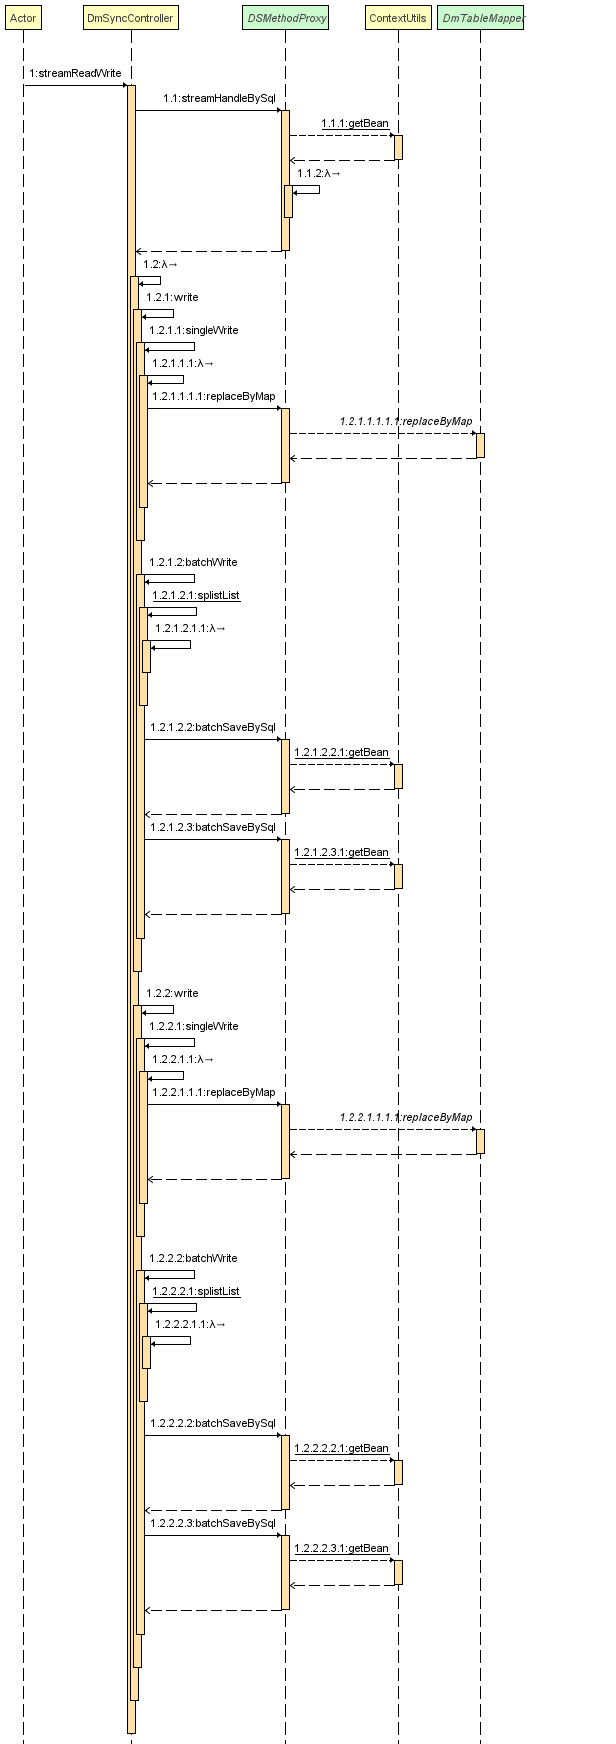 Actor
DmSyncController
DSMethodProxy
ContextUtils
DmTableMapper
1:streamReadWrite
1.1:streamHandleBySql
1.1.1:getBean
1.1.2:λ→
1.2:λ→
1.2.1:write
1.2.1.1:singleWrite
1.2.1.1.1:λ→
1.2.1.1.1.1:replaceByMap
1.2.1.1.1.1.1:replaceByMap
1.2.1.2:batchWrite
1.2.1.2.1:splistList
1.2.1.2.1.1:λ→
1.2.1.2.2:batchSaveBySql
1.2.1.2.2.1:getBean
1.2.1.2.3:batchSaveBySql
1.2.1.2.3.1:getBean
1.2.2:write
1.2.2.1:singleWrite
1.2.2.1.1:λ→
1.2.2.1.1.1:replaceByMap
1.2.2.1.1.1.1:replaceByMap
1.2.2.2:batchWrite
1.2.2.2.1:splistList
1.2.2.2.1.1:λ→
1.2.2.2.2:batchSaveBySql
1.2.2.2.2.1:getBean
1.2.2.2.3:batchSaveBySql
1.2.2.2.3.1:getBean